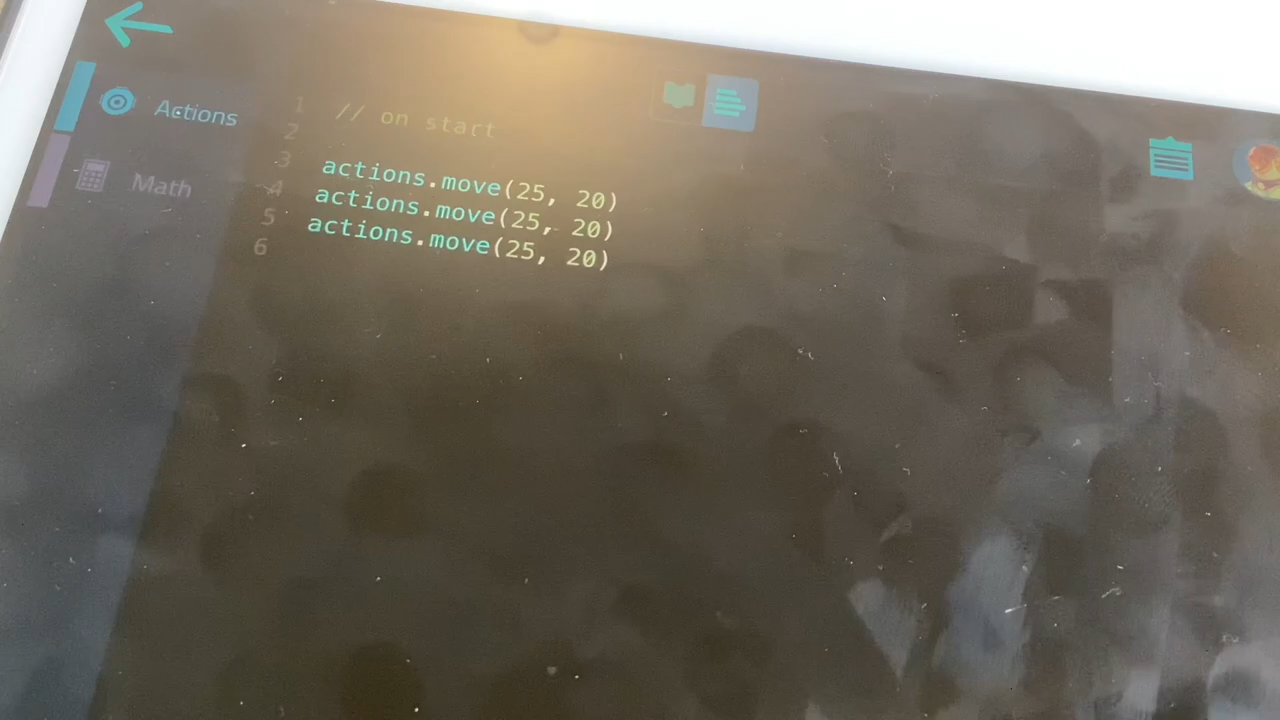 Actions
Math
1 // on start
2
3 actions.move(25, 20)
4 actions.move(25, 20)
5 actions.move(25, 20)
6